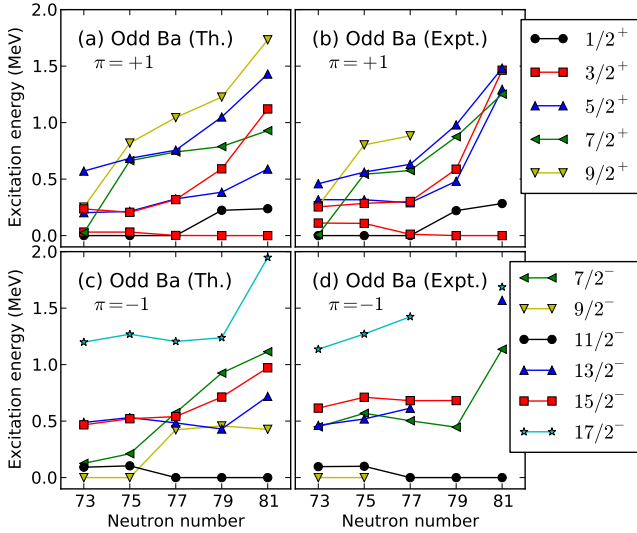 (a) Odd Ba (Th.)
π = +1
(b) Odd Ba (Expt.)
π = +1
Excitation energy (MeV)
2.0
1.5
1.0
0.5
0.0
1/2⁺
3/2⁺
5/2⁺
7/2⁺
9/2⁺
(c) Odd Ba (Th.)
π = −1
(d) Odd Ba (Expt.)
π = −1
Excitation energy (MeV)
2.0
1.5
1.0
0.5
0.0
7/2⁻
9/2⁻
11/2⁻
13/2⁻
15/2⁻
17/2⁻
73 75 77 79 81
Neutron number
73 75 77 79 81
Neutron number